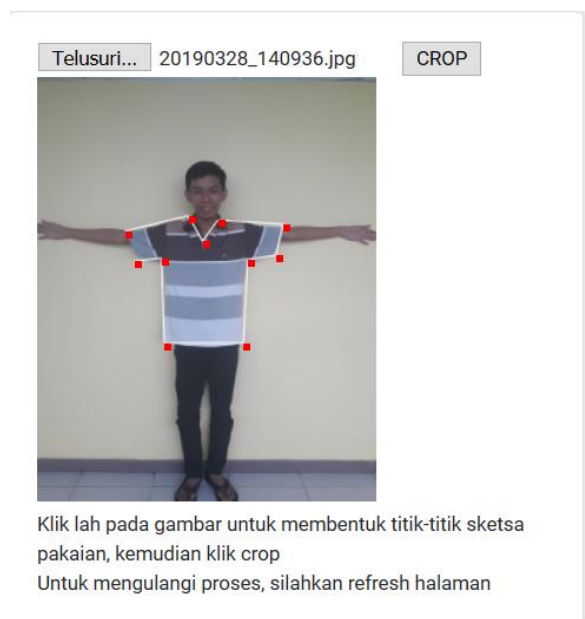 Telusuri... 20190328_140936.jpg CROP
Klik lah pada gambar untuk membentuk titik-titik sketsa
pakaian, kemudian klik crop
Untuk mengulangi proses, silahkan refresh halaman